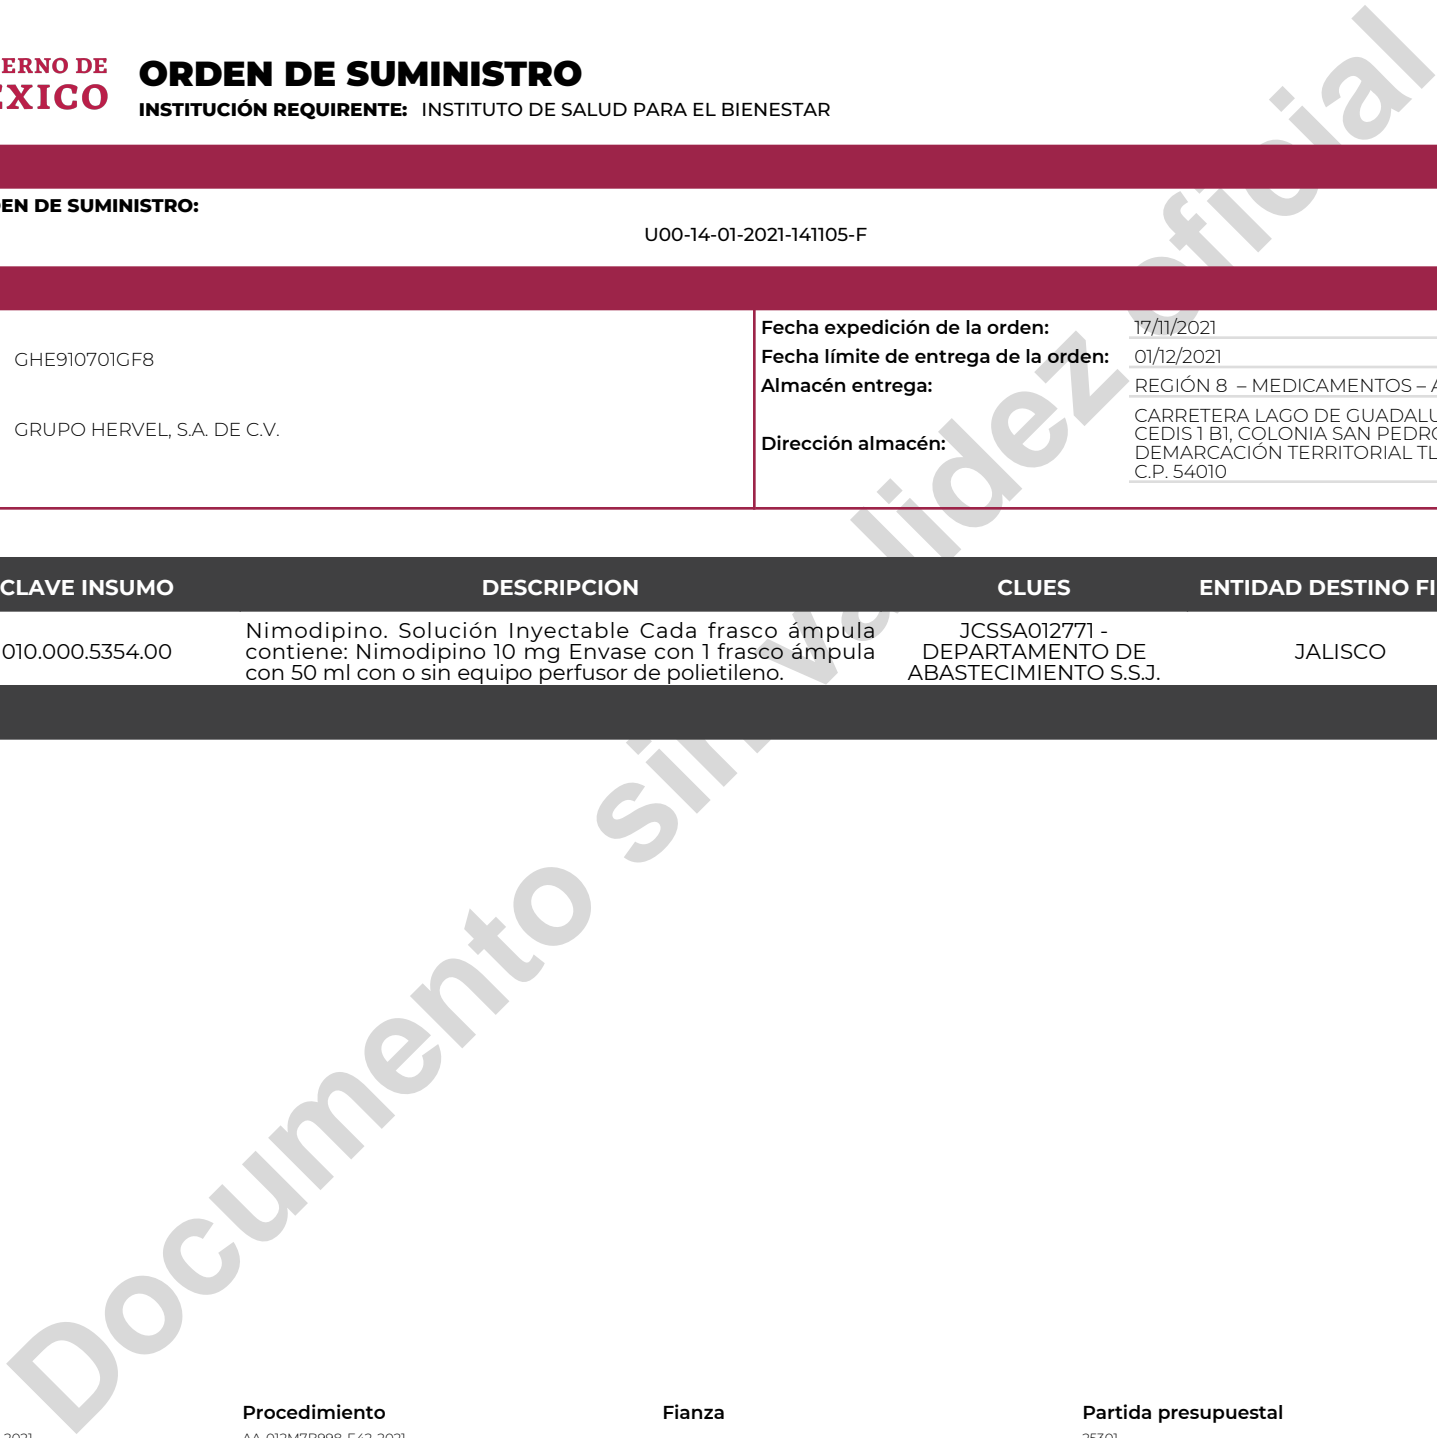 ERNO DE
ÉXICO
ORDEN DE SUMINISTRO
INSTITUCIÓN REQUIRENTE: INSTITUTO DE SALUD PARA EL BIENESTAR
EN DE SUMINISTRO:
U00-14-01-2021-141105-F
GHE910701GF8
GRUPO HERVEL, S.A. DE C.V.
Fecha expedición de la orden: 17/11/2021
Fecha límite de entrega de la orden: 01/12/2021
Almacén entrega: REGIÓN 8 – MEDICAMENTOS – A
Dirección almacén:
CARRETERA LAGO DE GUADALU
CEDIS 1 B1, COLONIA SAN PEDRO
DEMARCACIÓN TERRITORIAL TL
C.P. 54010
CLAVE INSUMO DESCRIPCION CLUES ENTIDAD DESTINO FI
010.000.5354.00
Nimodipino. Solución Inyectable Cada frasco ámpula
contiene: Nimodipino 10 mg Envase con 1 frasco ámpula
con 50 ml con o sin equipo perfusor de polietileno.
JCSSA012771 -
DEPARTAMENTO DE
ABASTECIMIENTO S.S.J.
JALISCO
Documento sin validez oficial
Procedimiento Fianza Partida presupuestal